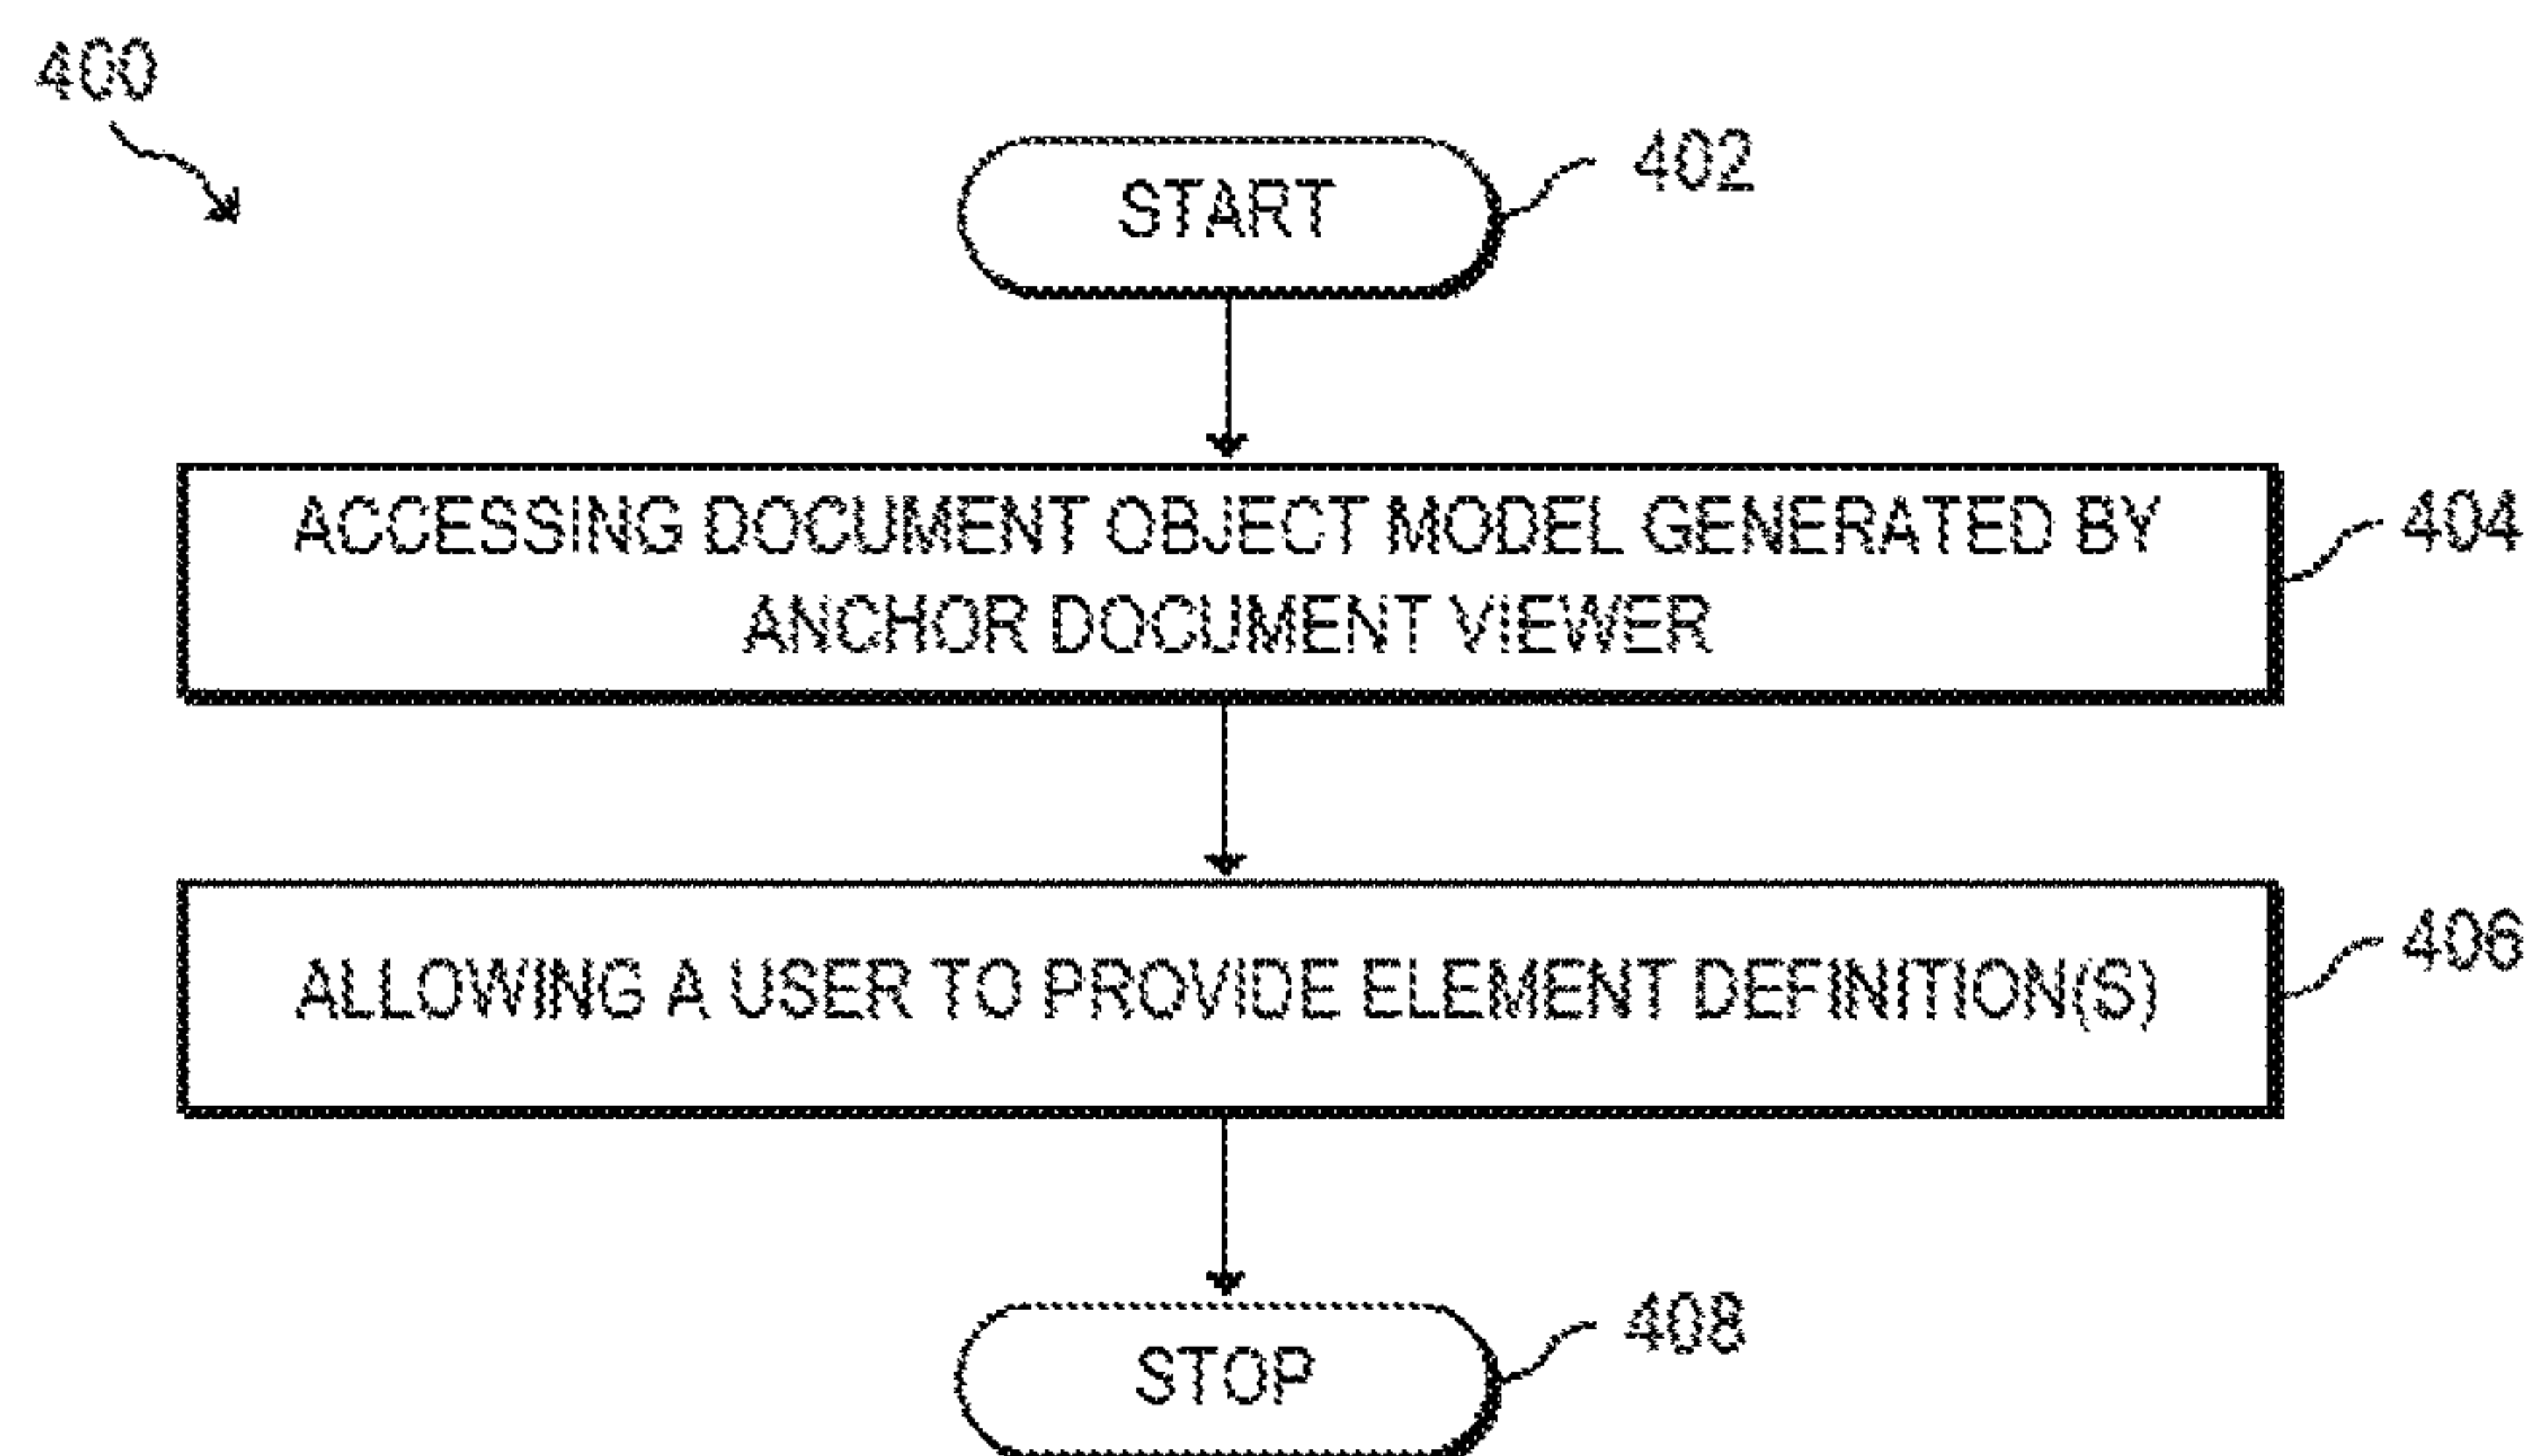 400
START
402
ACCESSING DOCUMENT OBJECT MODEL GENERATED BY
ANCHOR DOCUMENT VIEWER
404
ALLOWING A USER TO PROVIDE ELEMENT DEFINITION(S)
406
STOP
408